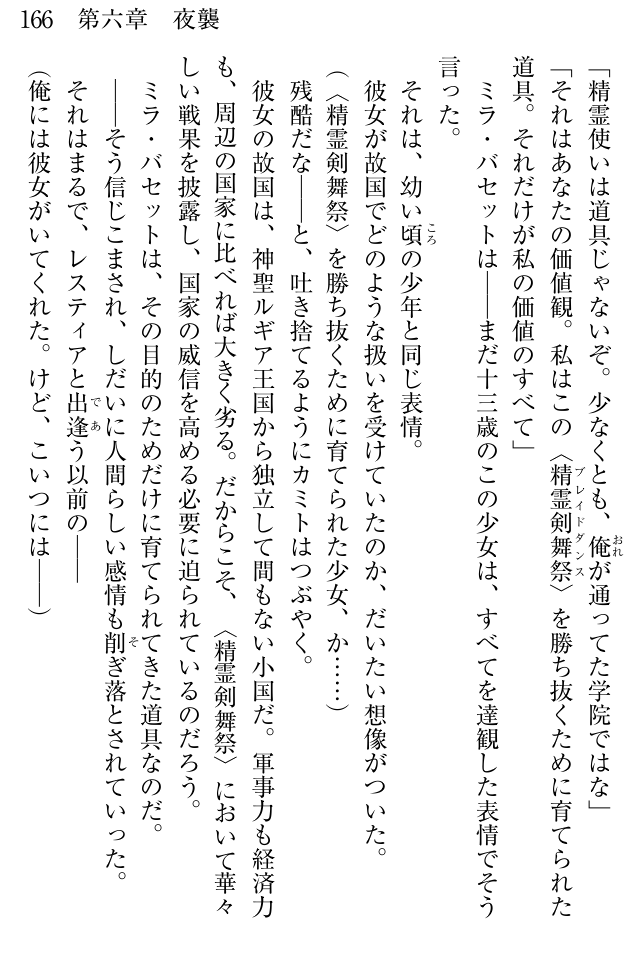 166　第六章　夜襲
「精霊使いは道具じゃないぞ。少なくとも、俺が通ってた学院ではな」
「それはあなたの価値観。私はこの〈精霊剣舞祭〉を勝ち抜くために育てられた
道具。それだけが私の価値のすべて」
　ミラ・バセットは――まだ十三歳のこの少女は、すべてを達観した表情でそう
言った。
　それは、幼い頃の少年と同じ表情。
　彼女が故国でどのような扱いを受けていたのか、だいたい想像がついた。
（〈精霊剣舞祭〉を勝ち抜くために育てられた少女、か……）
　残酷だな――と、吐き捨てるようにカミトはつぶやく。
　彼女の故国は、神聖ルギア王国から独立して間もない小国だ。軍事力も経済力
も、周辺の国家に比べれば大きく劣る。だからこそ、〈精霊剣舞祭〉において華々
しい戦果を披露し、国家の威信を高める必要に迫られているのだろう。
　ミラ・バセットは、その目的のためだけに育てられてきた道具なのだ。
　――そう信じこまされ、しだいに人間らしい感情も削ぎ落とされていった。
　それはまるで、レスティアと出逢う以前の――
（俺には彼女がいてくれた。けど、こいつには――）